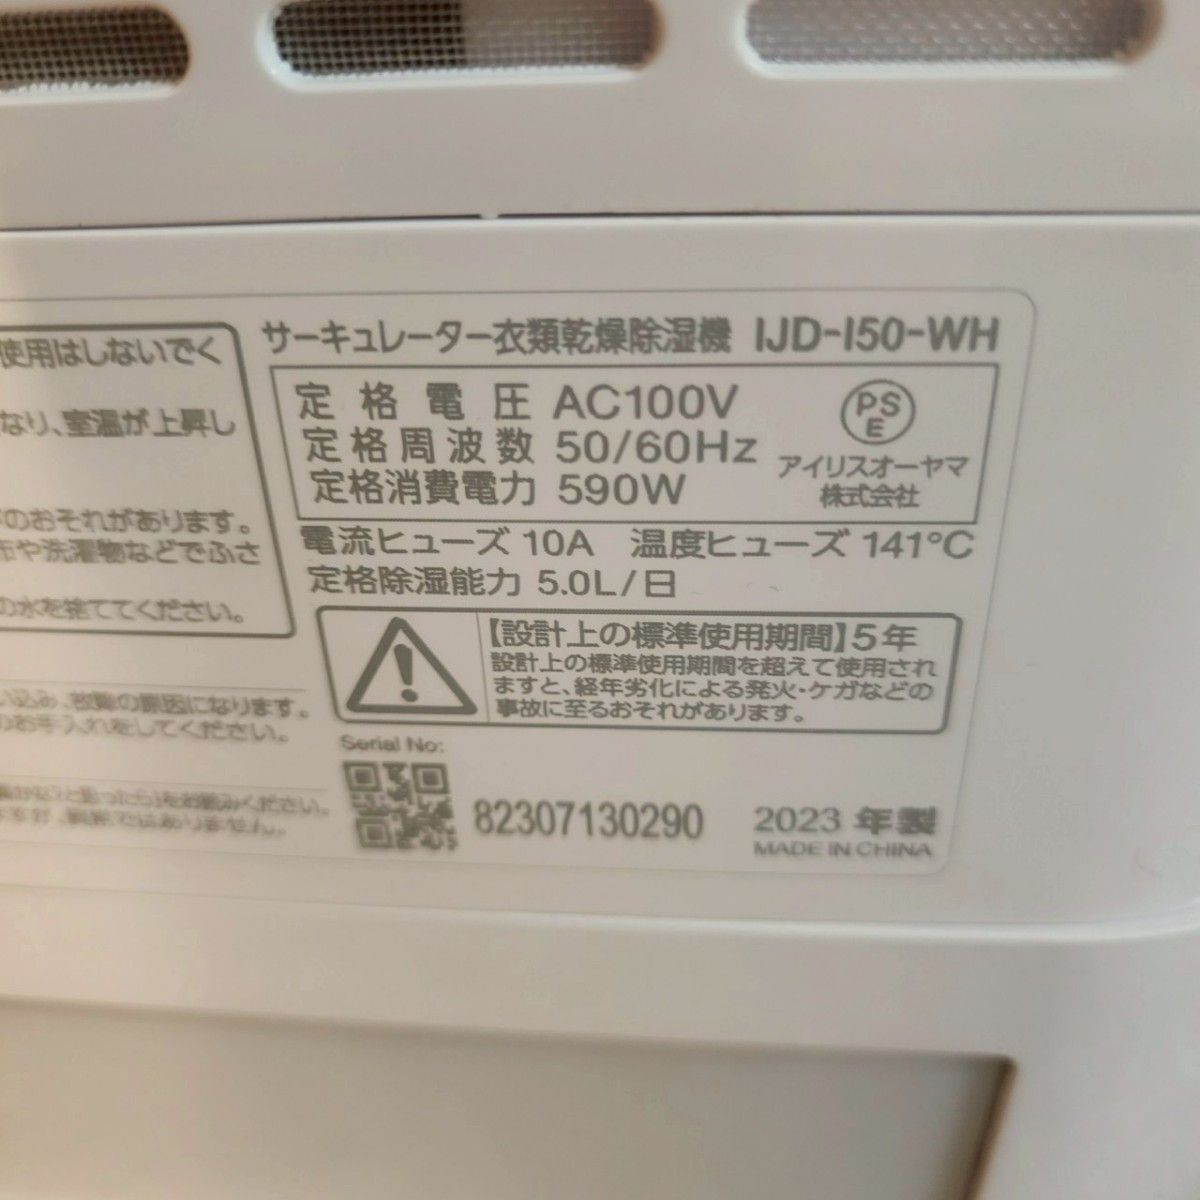 使用はしないでく
なり、室温が上昇し
のおそれがあります。
や洗濯物などでふさ
の水を捨ててください。
い込み、故障の原因になります。
のお手入れをしてください。
サーキュレーター衣類乾燥除湿機 IJD-I50-WH
定格電圧 AC100V
定格周波数 50/60Hz
定格消費電力 590W
PS
E
アイリスオーヤマ
株式会社
電流ヒューズ 10A 温度ヒューズ 141℃
定格除湿能力 5.0L/日
【設計上の標準使用期間】5年
設計上の標準使用期間を超えて使用され
ますと、経年劣化による発火・ケガなどの
事故に至るおそれがあります。
Serial No:
82307130290
2023 年製
MADE IN CHINA